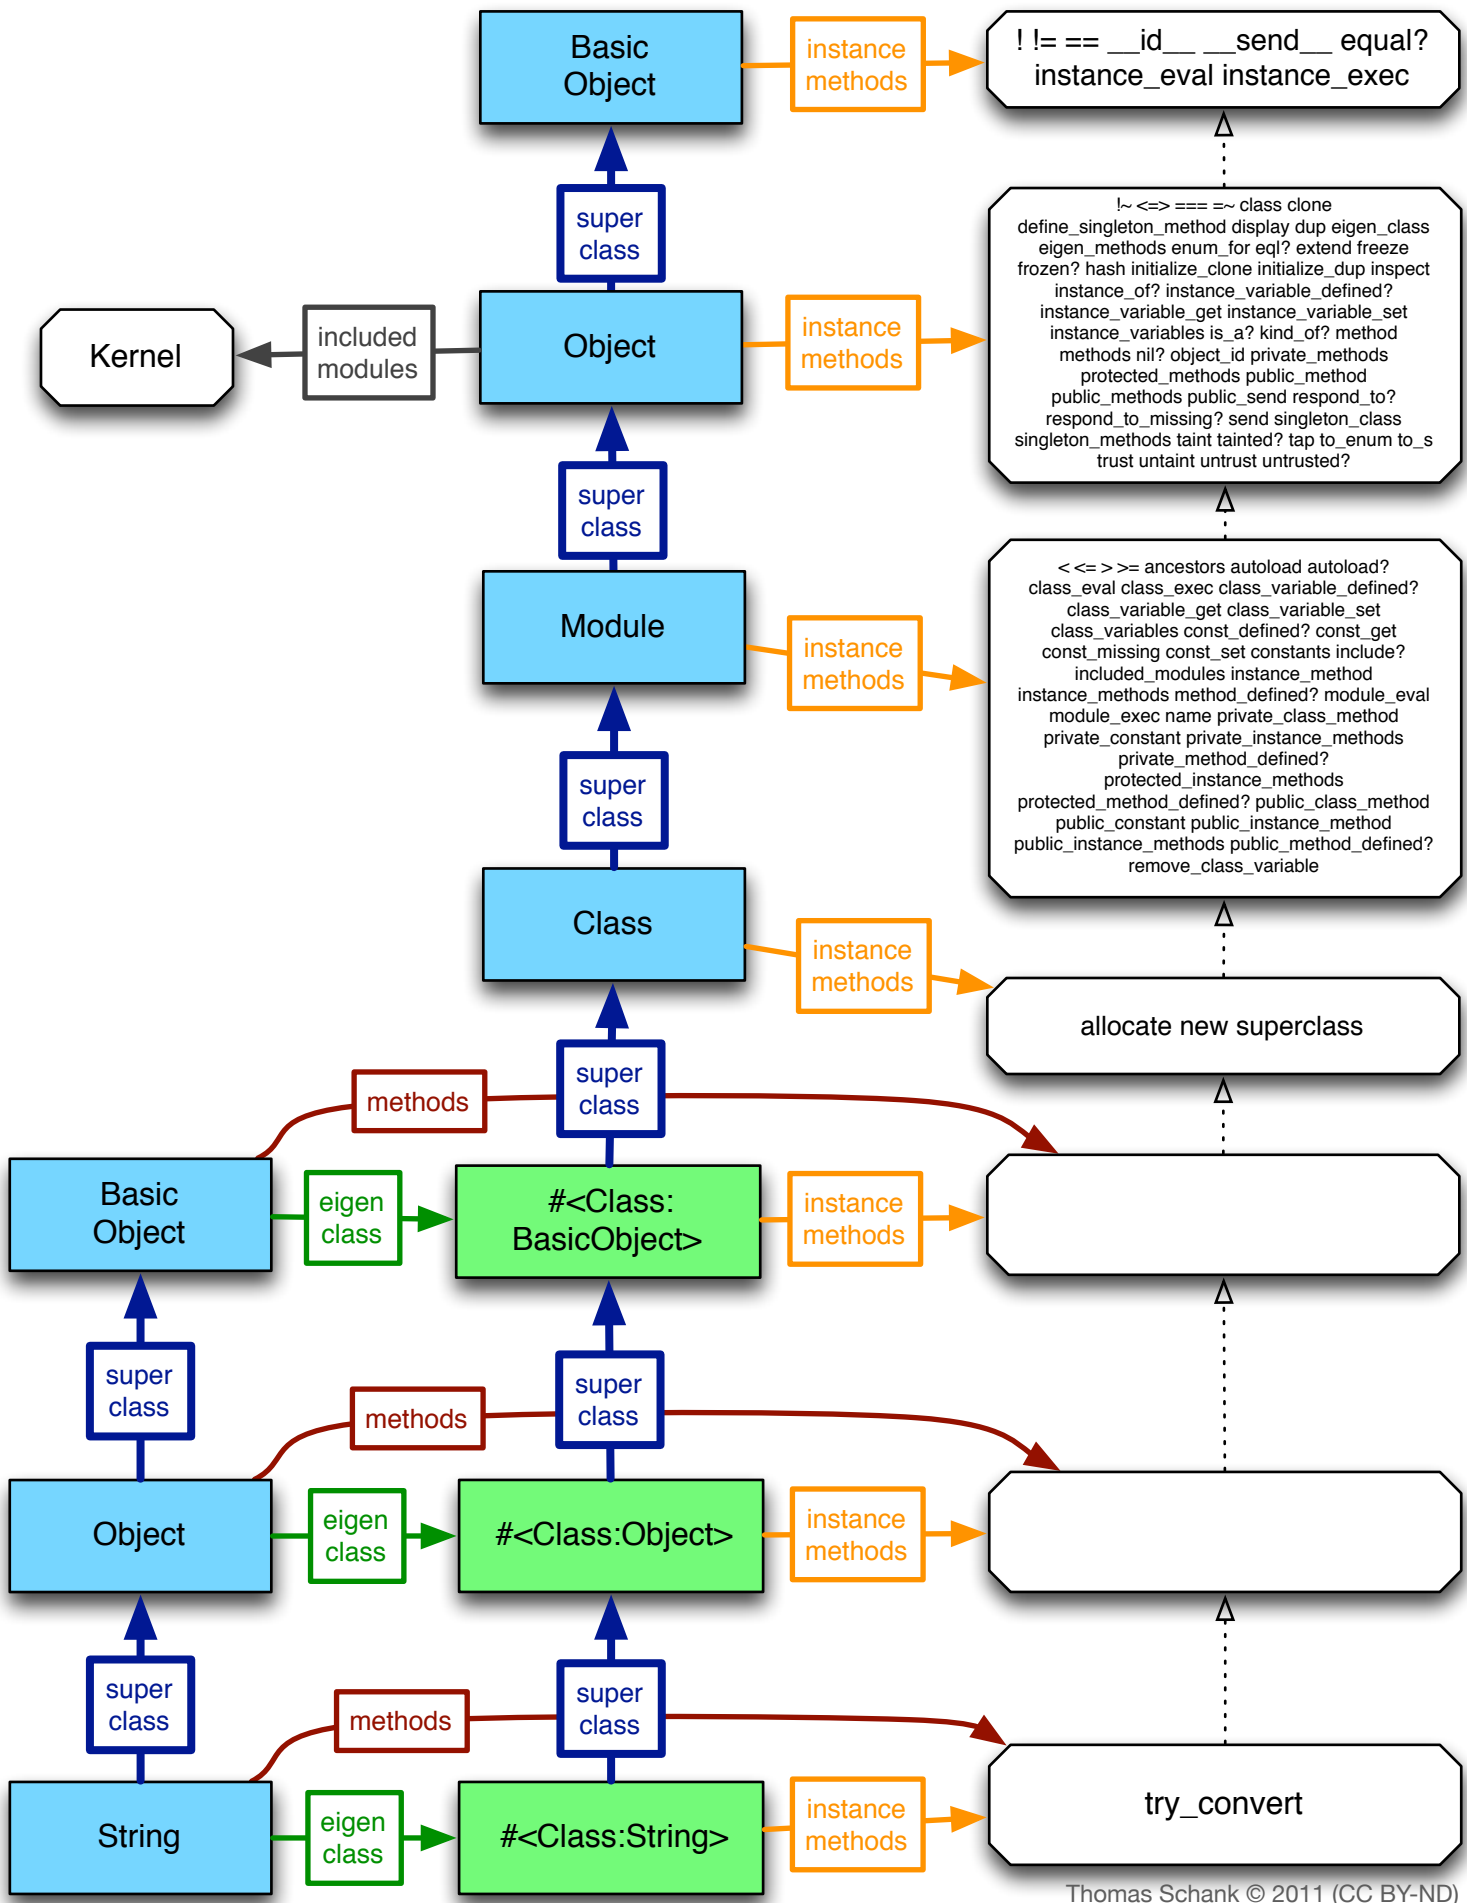 Basic
Object
instance
methods
! != == __id__ __send__ equal?
instance_eval instance_exec
super
class
Kernel
included
modules
Object
instance
methods
!~ <=> === =~ class clone
define_singleton_method display dup eigen_class
eigen_methods enum_for eql? extend freeze
frozen? hash initialize_clone initialize_dup inspect
instance_of? instance_variable_defined?
instance_variable_get instance_variable_set
instance_variables is_a? kind_of? method
methods nil? object_id private_methods
protected_methods public_method
public_methods public_send respond_to?
respond_to_missing? send singleton_class
singleton_methods taint tainted? tap to_enum to_s
trust untaint untrust untrusted?
super
class
Module
instance
methods
< <= > >= ancestors autoload autoload?
class_eval class_exec class_variable_defined?
class_variable_get class_variable_set
class_variables const_defined? const_get
const_missing const_set constants include?
included_modules instance_method
instance_methods method_defined? module_eval
module_exec name private_class_method
private_constant private_instance_methods
private_method_defined?
protected_instance_methods
protected_method_defined? public_class_method
public_constant public_instance_method
public_instance_methods public_method_defined?
remove_class_variable
super
class
Class
instance
methods
allocate new superclass
super
class
methods
Basic
Object
eigen
class
#<Class:
BasicObject>
instance
methods
super
class
methods
super
class
Object
eigen
class
#<Class:Object>
instance
methods
super
class
methods
super
class
String
eigen
class
#<Class:String>
instance
methods
try_convert
Thomas Schank © 2011 (CC BY-ND)